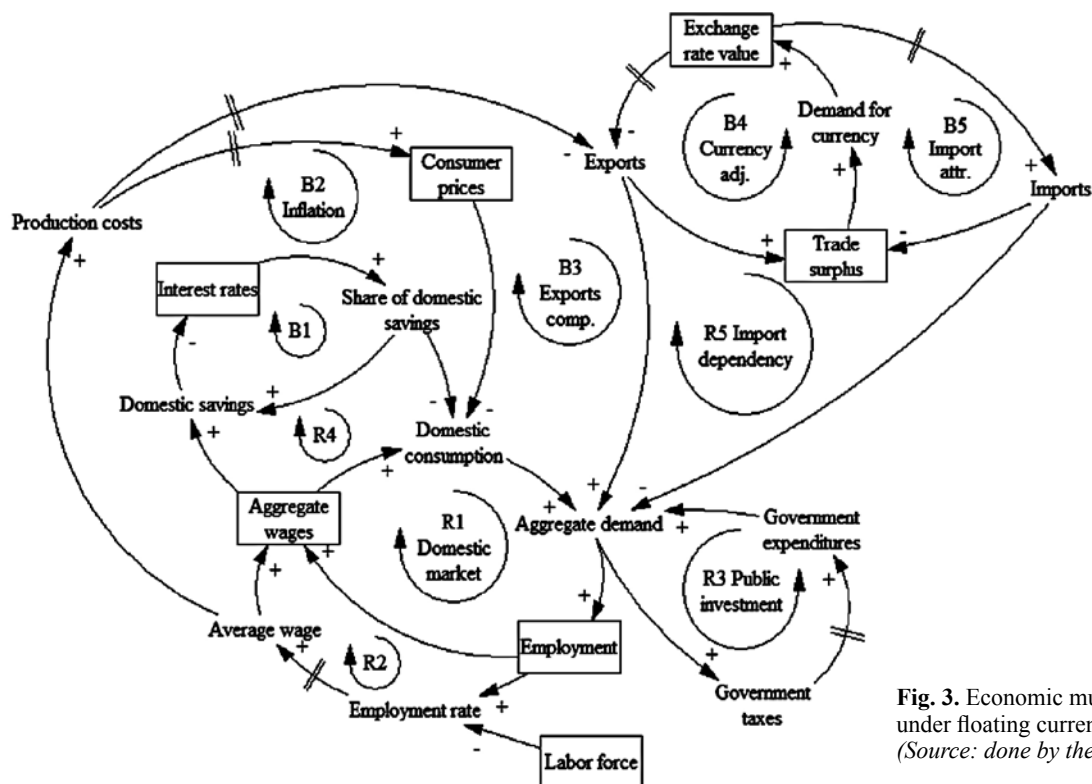 Exchange
rate value
B4
Currency
adj.
Demand for
currency
B5
Import
attr.
+
+
-
-
Exports
+
Imports
+
Trade
surplus
-
+
Consumer
prices
B2
Inflation
Production costs
+
Interest rates
+
Share of domestic
savings
B3
Exports
comp.
B1
R5 Import
dependency
-
Domestic savings
+
+
R4
-
-
Domestic
consumption
+
Aggregate
wages
+
+
R1
Domestic
market
+
+
-
Aggregate demand
+
Government
expenditures
R3 Public
investment
+
+
Average wage
+
R2
+
Employment
+
Government
taxes
Employment rate
+
-
Labor force
Fig. 3. Economic mu
under floating curren
(Source: done by the